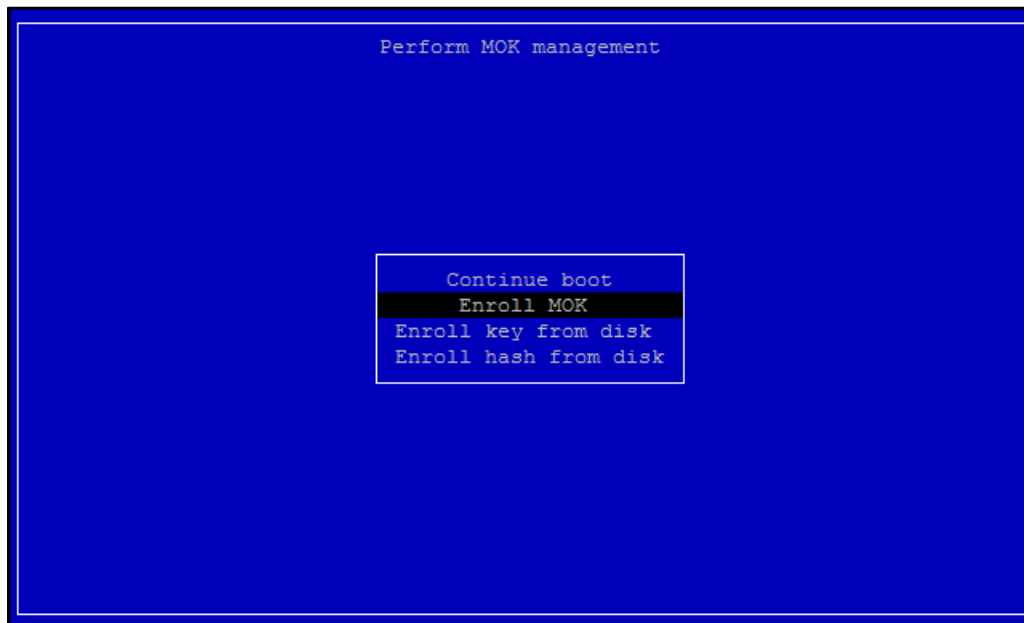 Perform MOK management
Continue boot
Enroll MOK
Enroll key from disk
Enroll hash from disk